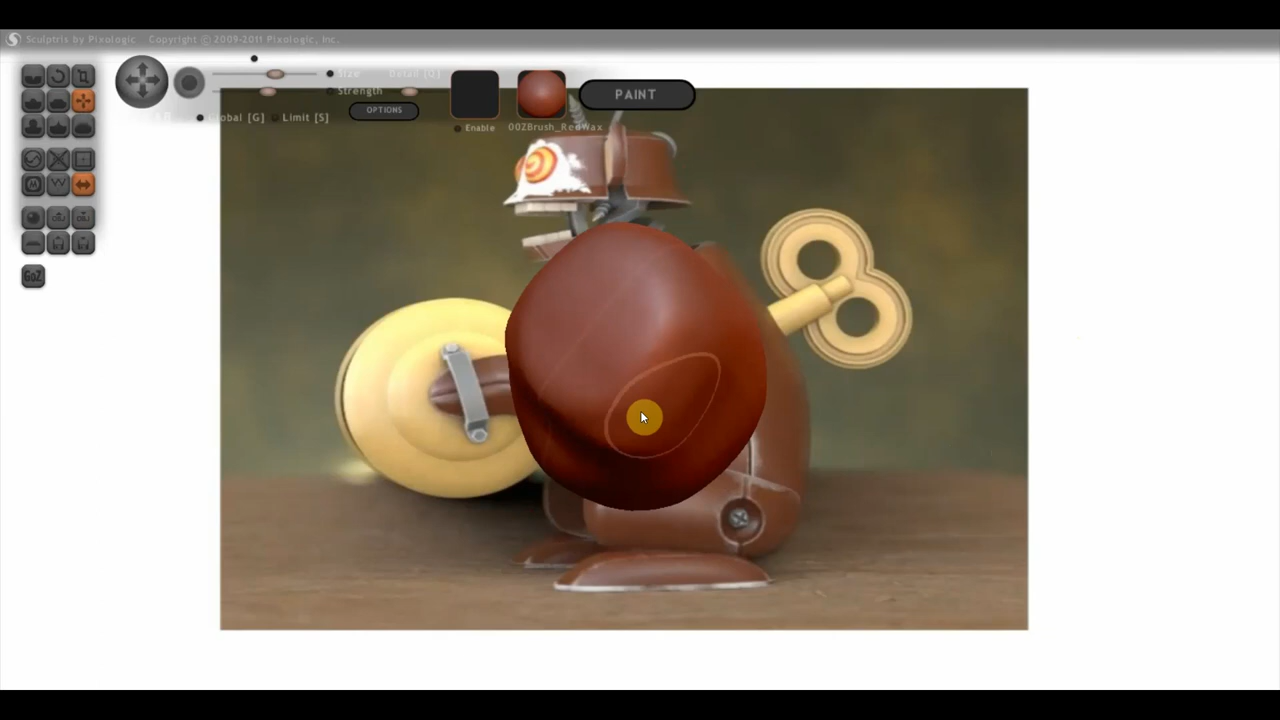 Sculptris by Pixologic Copyright © 2009-2011 Pixologic, Inc.
Size Detail [Q]
Strength
OPTIONS
Global [G] Limit [S]
Enable
00ZBrush_RedWax
PAINT
GoZ